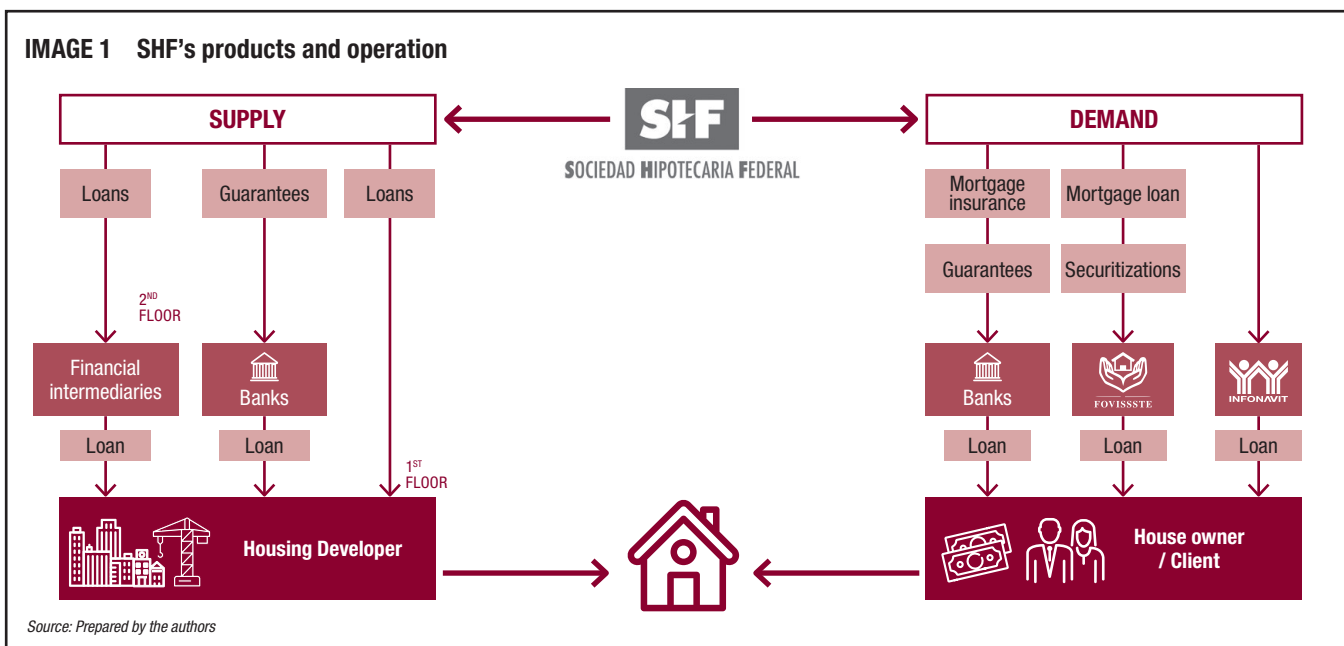 IMAGE 1 SHF's products and operation
SUPPLY
SHF
SOCIEDAD HIPOTECARIA FEDERAL
DEMAND
Loans
Guarantees
Loans
Mortgage
insurance
Mortgage loan
Guarantees
Securitizations
2ND
FLOOR
Financial
intermediaries
Banks
Banks
FOVISSSTE
INFONAVIT
Loan
Loan
1ST
FLOOR
Loan
Loan
Loan
Housing Developer
House owner
/ Client
Source: Prepared by the authors